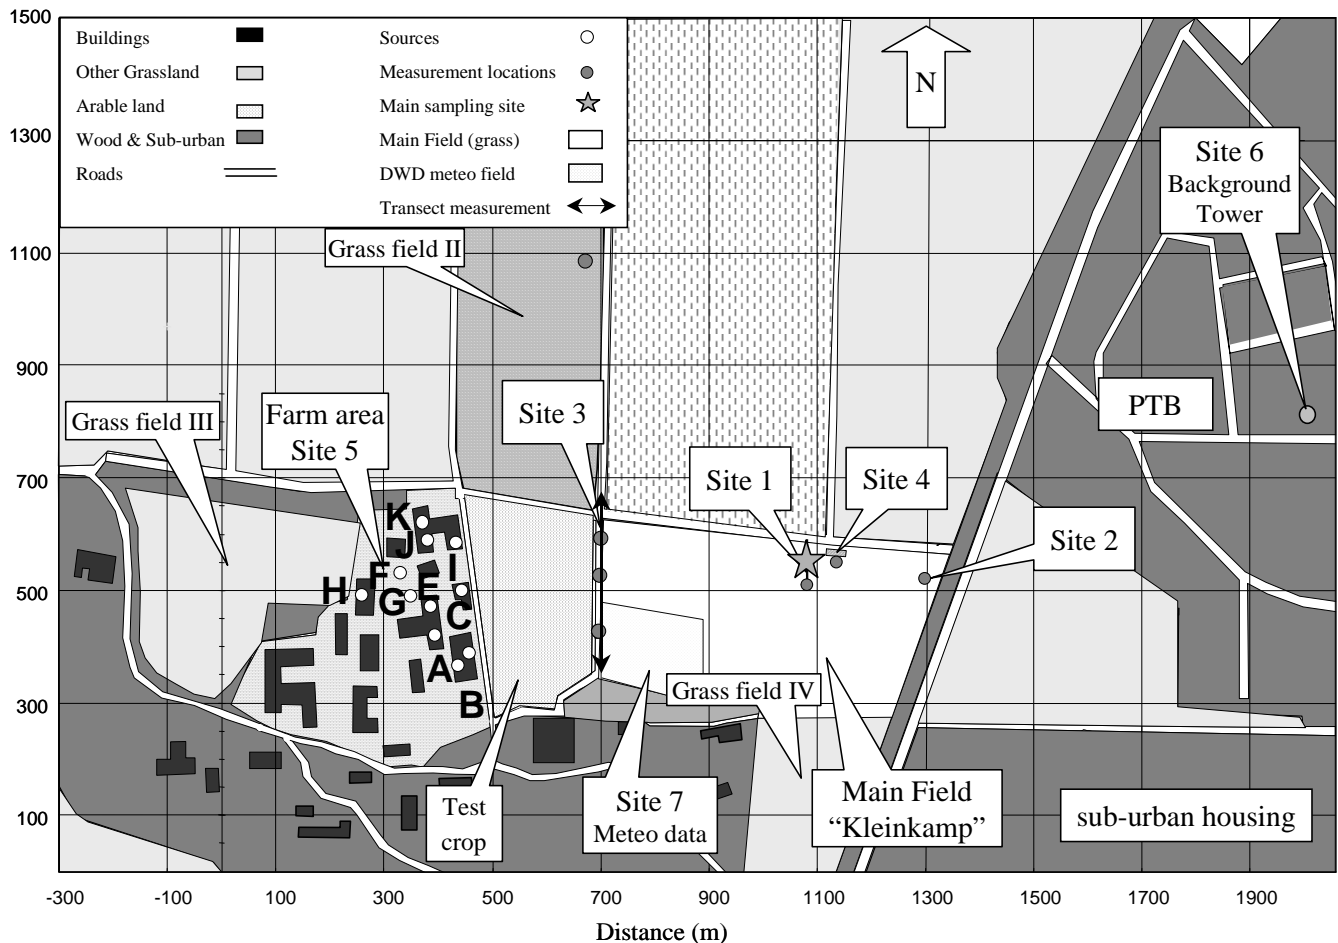 1500
1300
1100
900
700
500
300
100
Buildings
Other Grassland
Arable land
Wood & Sub-urban
Roads
Sources
Measurement locations
Main sampling site
Main Field (grass)
DWD meteo field
Transect measurement
N
Site 6
Background
Tower
Grass field II
Grass field III
Farm area
Site 5
Site 3
PTB
Site 1
Site 4
Site 2
K
J
I
F
E
H
G
C
A
B
Grass field IV
Test
crop
Site 7
Meteo data
Main Field
“Kleinkamp”
sub-urban housing
-300
-100
100
300
500
700
900
1100
1300
1500
1700
1900
Distance (m)